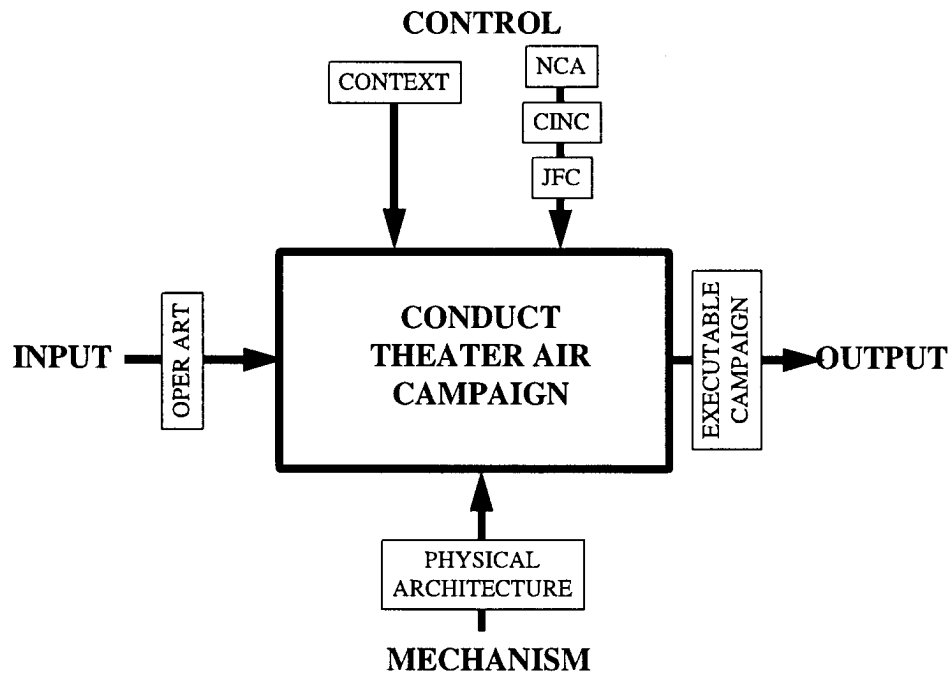 CONTROL
CONTEXT
NCA
CINC
JFC
INPUT
OPER ART
CONDUCT
THEATER AIR
CAMPAIGN
EXECUTABLE
CAMPAIGN
OUTPUT
PHYSICAL
ARCHITECTURE
MECHANISM